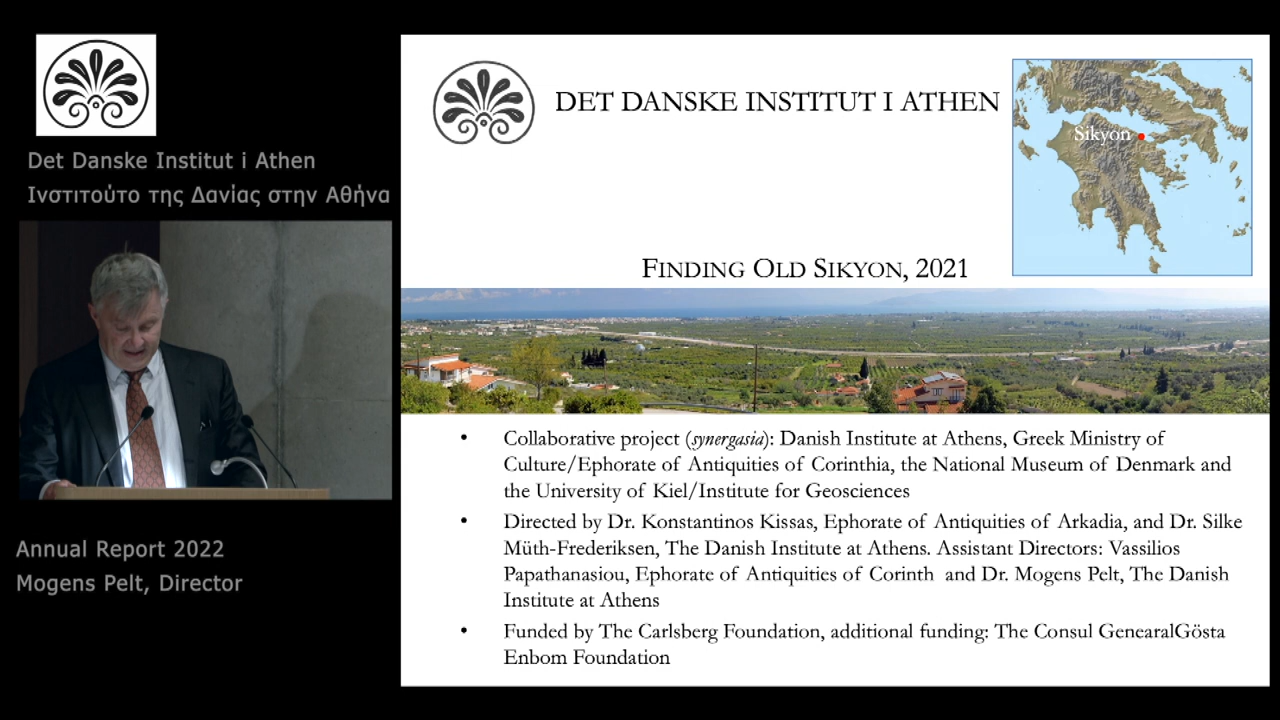 Det Danske Institut i Athen
Ινστιτούτο της Δανίας στην Αθήνα
Annual Report 2022
Mogens Pelt, Director
DET DANSKE INSTITUT I ATHEN
Sikyon
FINDING OLD SIKYON, 2021
• Collaborative project (synergasia): Danish Institute at Athens, Greek Ministry of
Culture/Ephorate of Antiquities of Corinthia, the National Museum of Denmark and
the University of Kiel/Institute for Geosciences
• Directed by Dr. Konstantinos Kissas, Ephorate of Antiquities of Arkadia, and Dr. Silke
Müth-Frederiksen, The Danish Institute at Athens. Assistant Directors: Vassilios
Papathanasiou, Ephorate of Antiquities of Corinth and Dr. Mogens Pelt, The Danish
Institute at Athens
• Funded by The Carlsberg Foundation, additional funding: The Consul GenearalGösta
Enbom Foundation